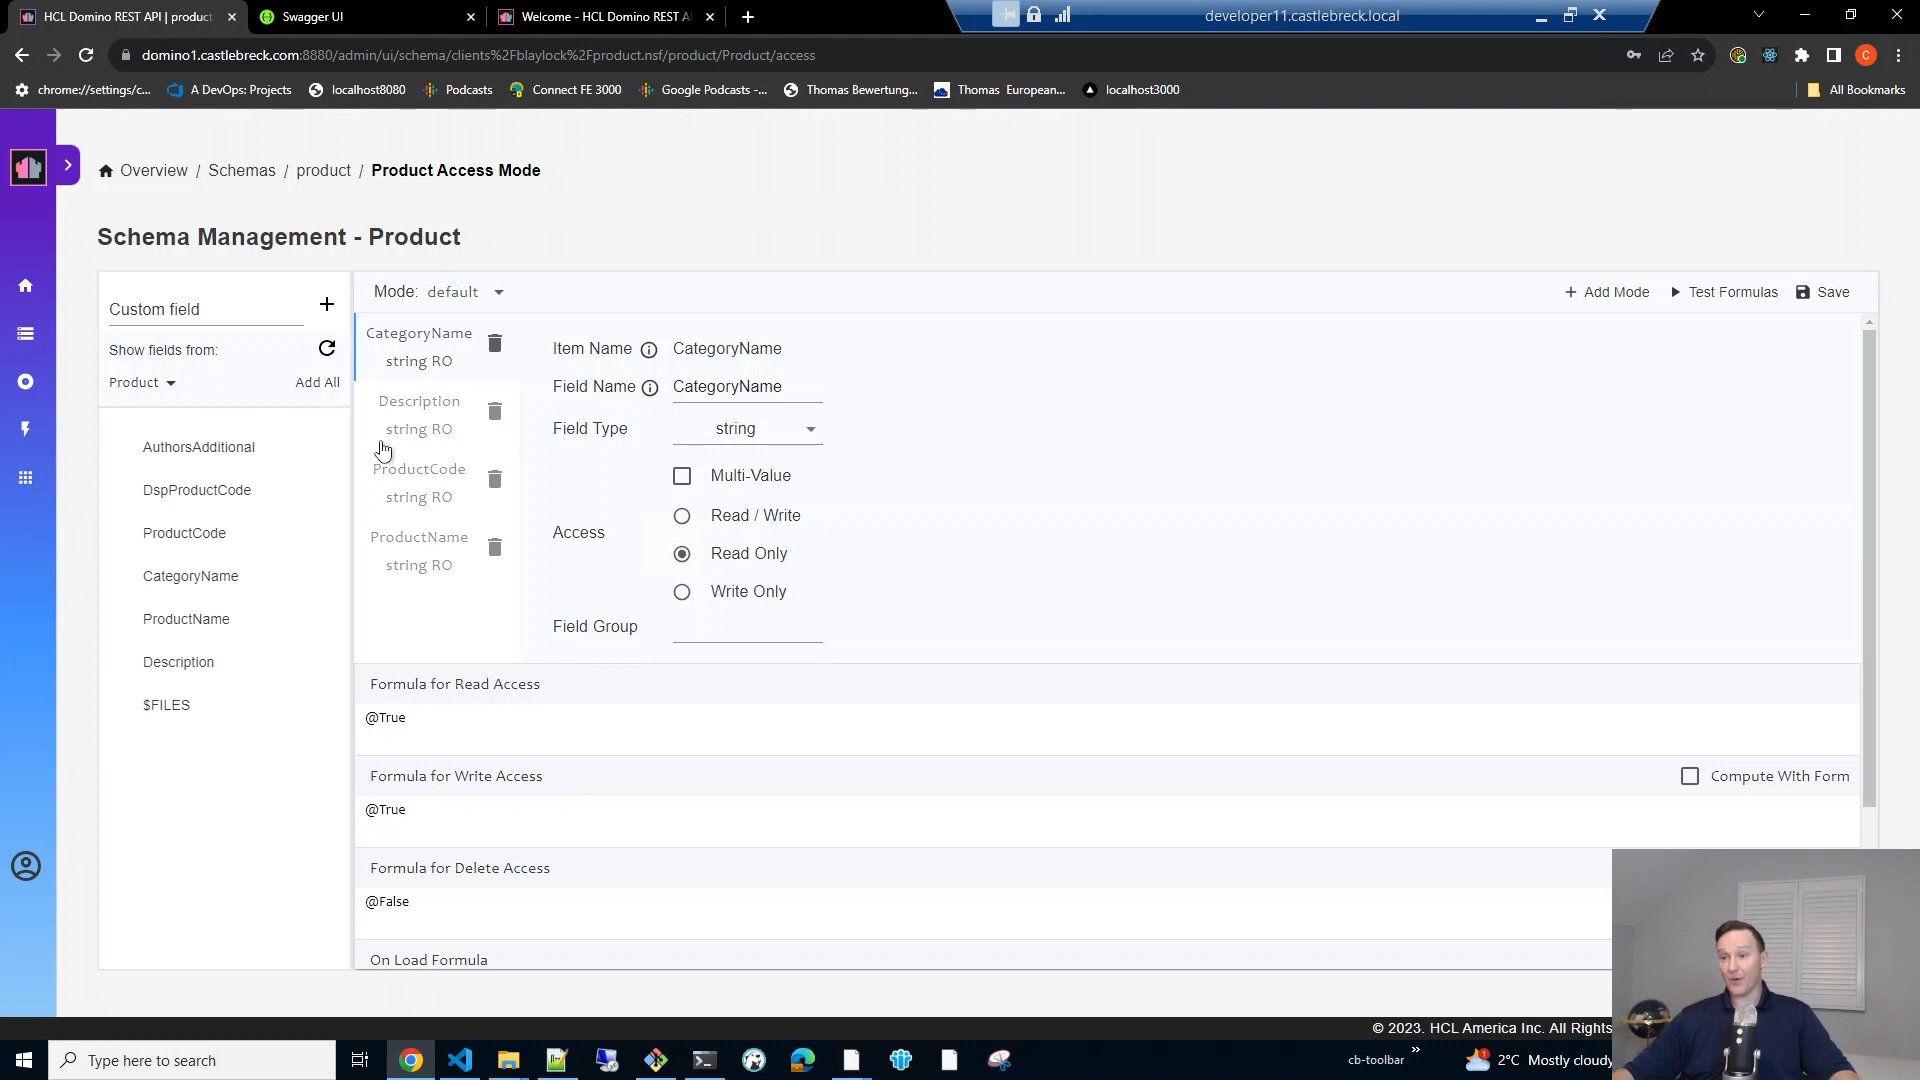 HCL Domino REST API | product
Swagger UI
Welcome - HCL Domino REST A
developer11.castlebreck.local
domino1.castlebreck.com:8880/admin/ui/schema/clients%2Fblaylock%2Fproduct.nsf/product/Product/access
C
chrome://settings/c...
A DevOps: Projects
localhost8080
Podcasts
Connect FE 3000
Google Podcasts -...
Thomas Bewertung...
Thomas European...
localhost3000
All Bookmarks
Overview / Schemas / product / Product Access Mode
Schema Management - Product
Custom field
Show fields from:
Product
Add All
AuthorsAdditional
DspProductCode
ProductCode
CategoryName
ProductName
Description
$FILES
Mode: default
Add Mode
Test Formulas
Save
CategoryName
string RO
Description
string RO
ProductCode
string RO
ProductName
string RO
Item Name CategoryName
Field Name CategoryName
Field Type string
Multi-Value
Access
Read / Write
Read Only
Write Only
Field Group
Formula for Read Access
@True
Formula for Write Access
Compute With Form
@True
Formula for Delete Access
@False
On Load Formula
© 2023. HCL America Inc. All Rights
Type here to search
cb-toolbar
2°C Mostly cloudy